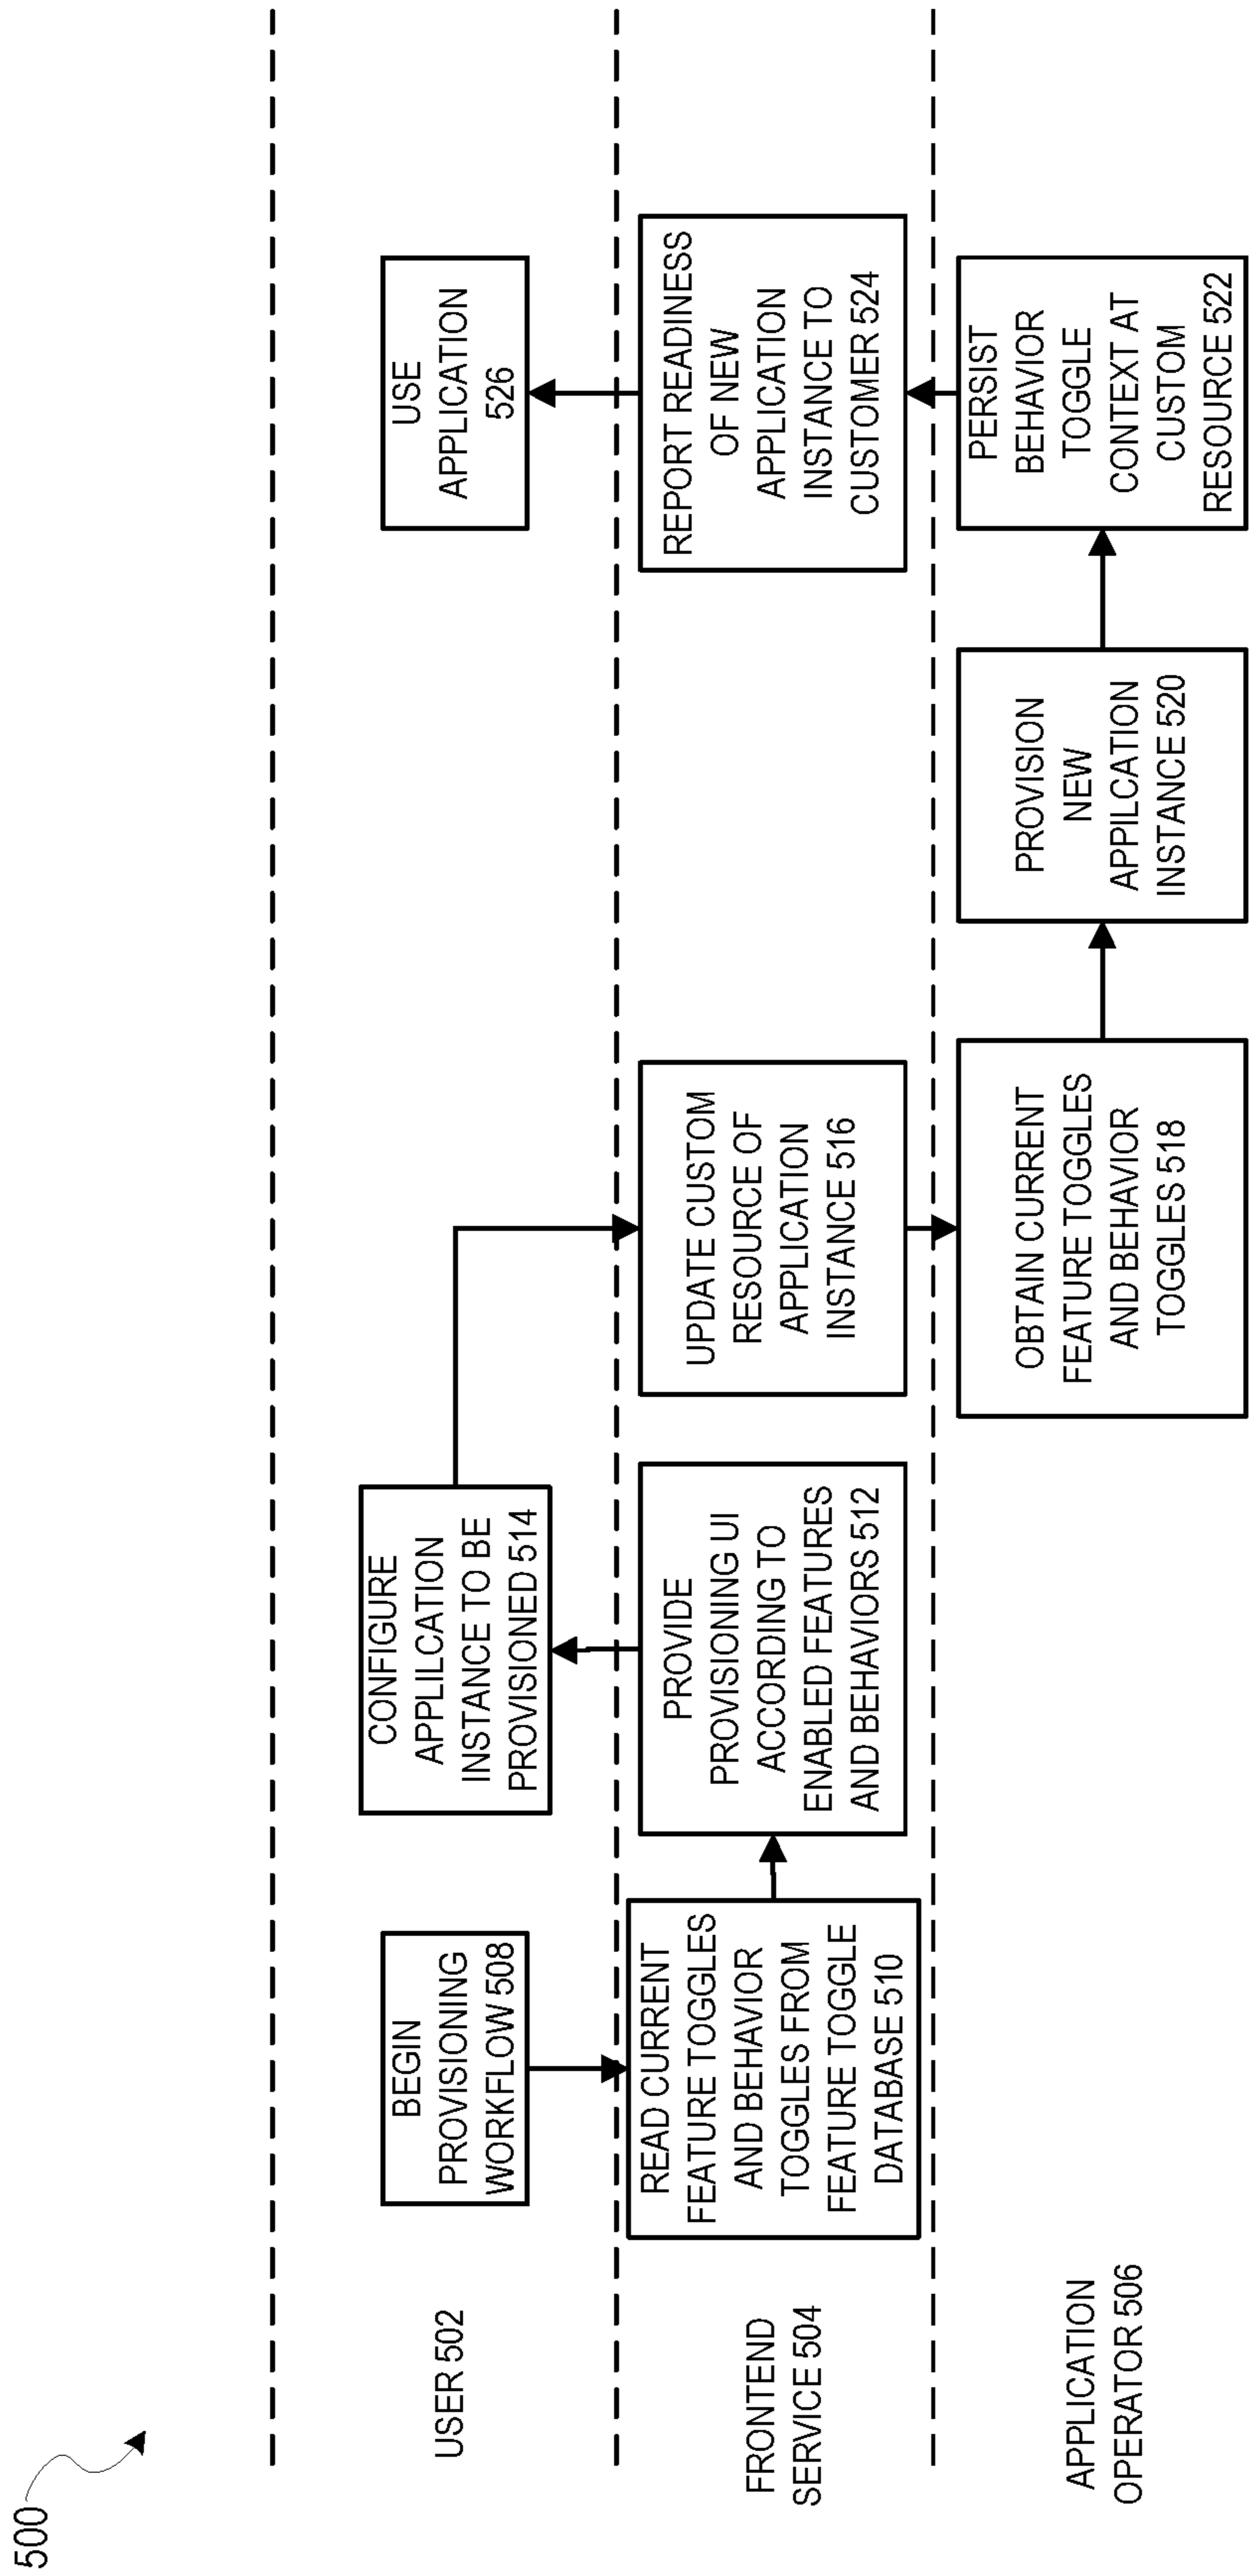 500
USER 502
BEGIN
PROVISIONING
WORKFLOW 508
CONFIGURE
APPLILCATION
INSTANCE TO BE
PROVISIONED 514
USE
APPLICATION
526
FRONTEND
SERVICE 504
READ CURRENT
FEATURE TOGGLES
AND BEHAVIOR
TOGGLES FROM
FEATURE TOGGLE
DATABASE 510
PROVIDE
PROVISIONING UI
ACCORDING TO
ENABLED FEATURES
AND BEHAVIORS 512
UPDATE CUSTOM
RESOURCE OF
APPLICATION
INSTANCE 516
REPORT READINESS
OF NEW
APPLICATION
INSTANCE TO
CUSTOMER 524
APPLICATION
OPERATOR 506
OBTAIN CURRENT
FEATURE TOGGLES
AND BEHAVIOR
TOGGLES 518
PROVISION
NEW
APPILCATION
INSTANCE 520
PERSIST
BEHAVIOR
TOGGLE
CONTEXT AT
CUSTOM
RESOURCE 522